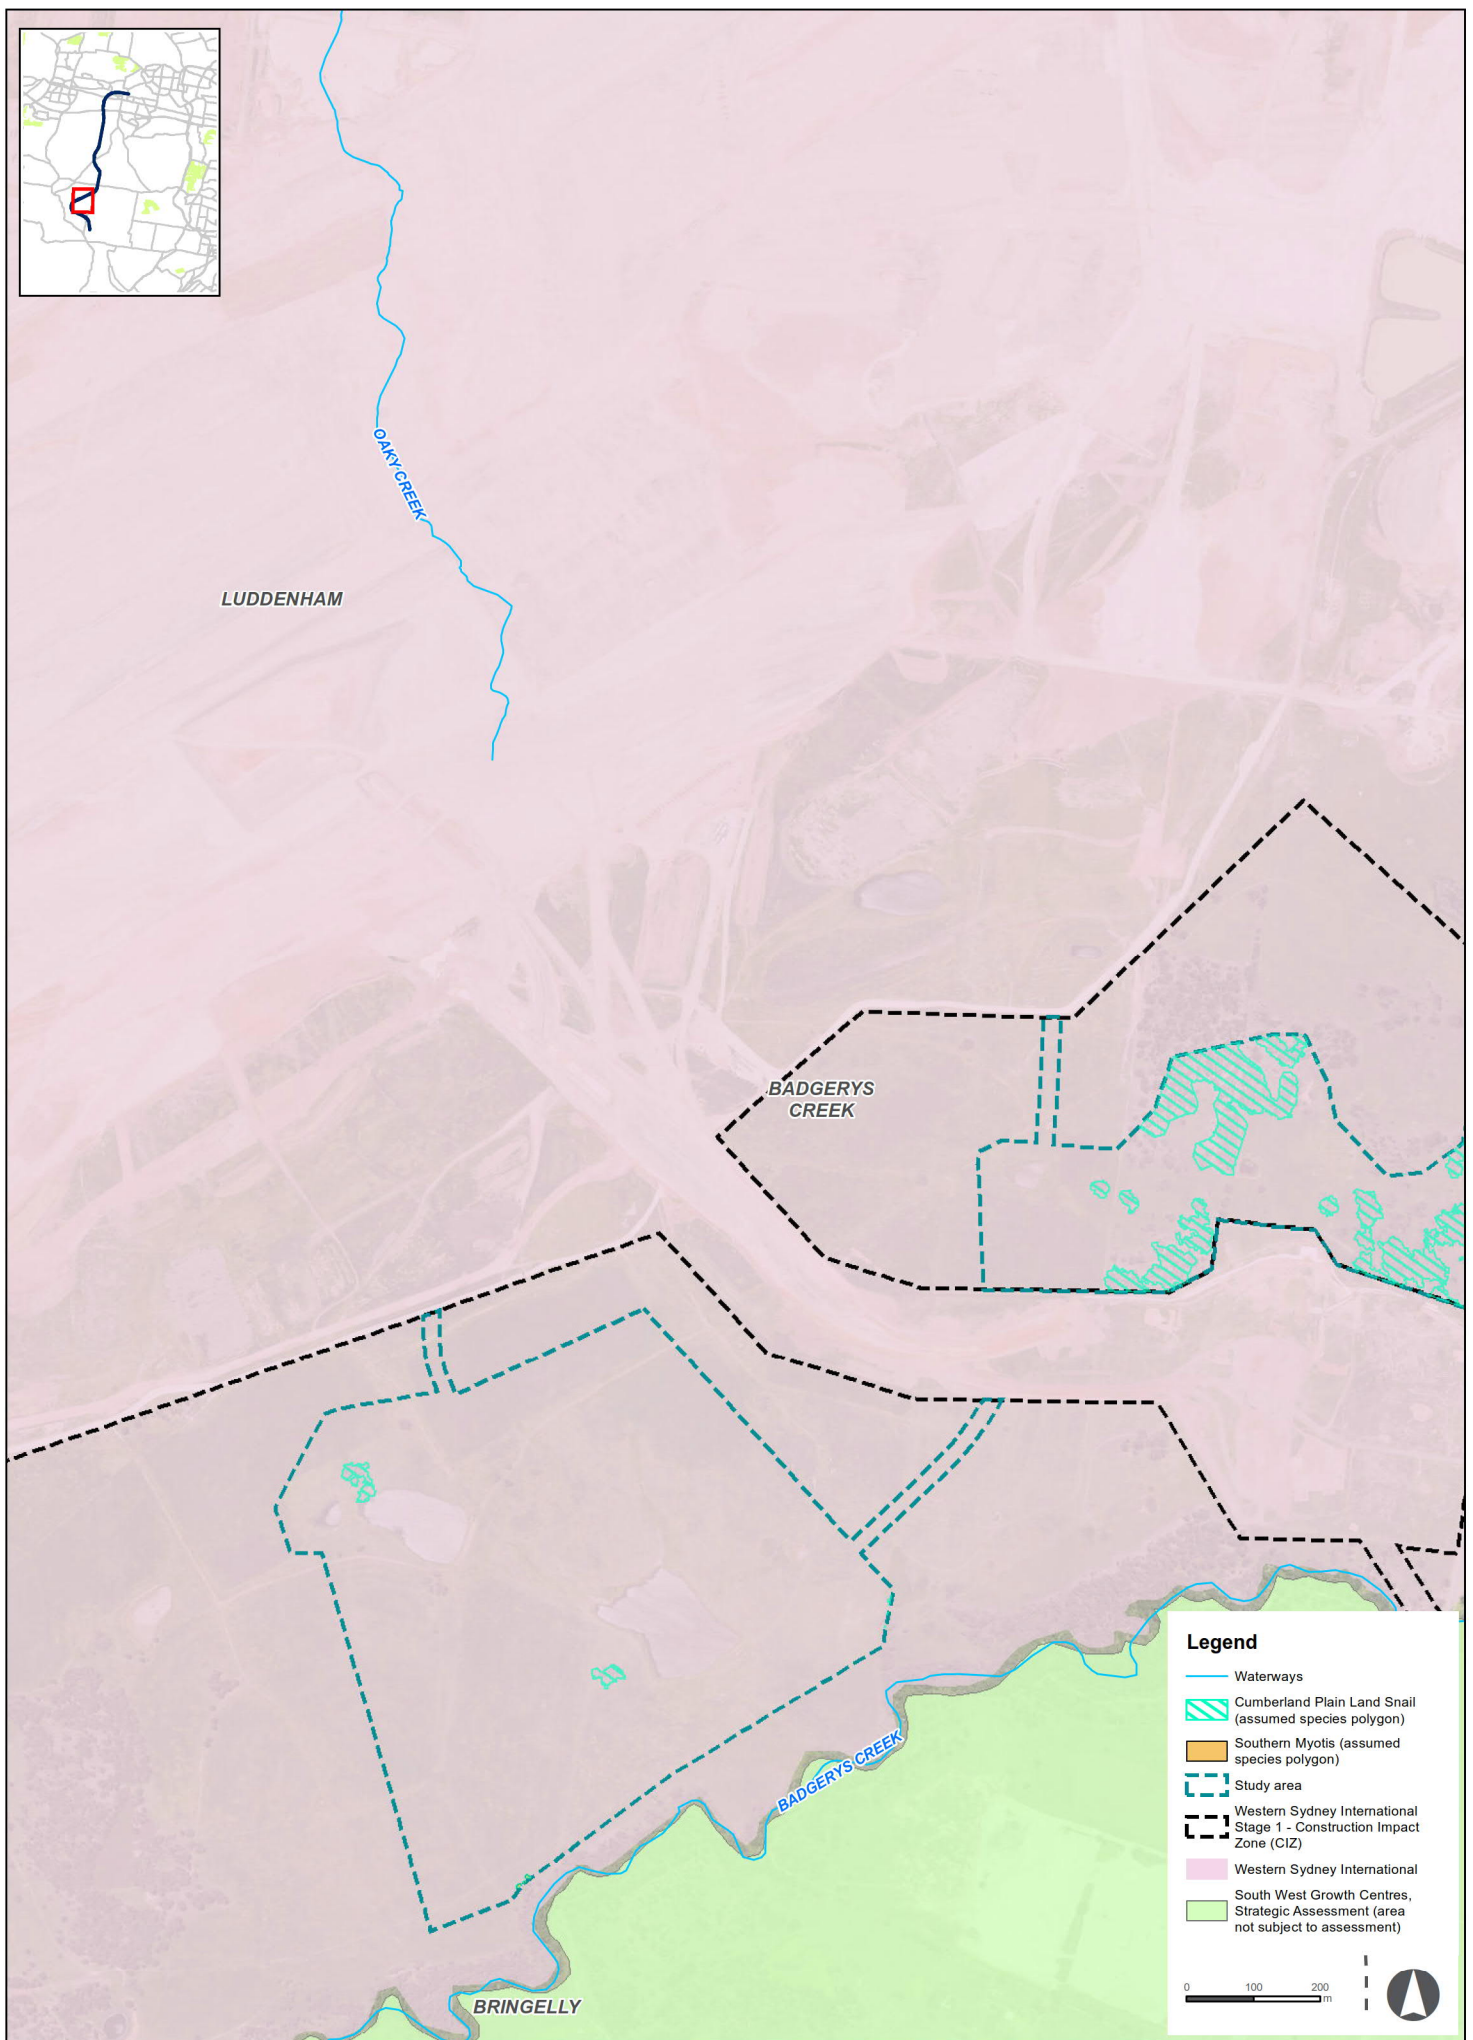 OAKY CREEK
LUDDENHAM
BADGERYS
CREEK
BADGERYS CREEK
BRINGELLY
Legend
Waterways
Cumberland Plain Land Snail
(assumed species polygon)
Southern Myotis (assumed
species polygon)
Study area
Western Sydney International
Stage 1 - Construction Impact
Zone (CIZ)
Western Sydney International
South West Growth Centres,
Strategic Assessment (area
not subject to assessment)
0 100 200
m